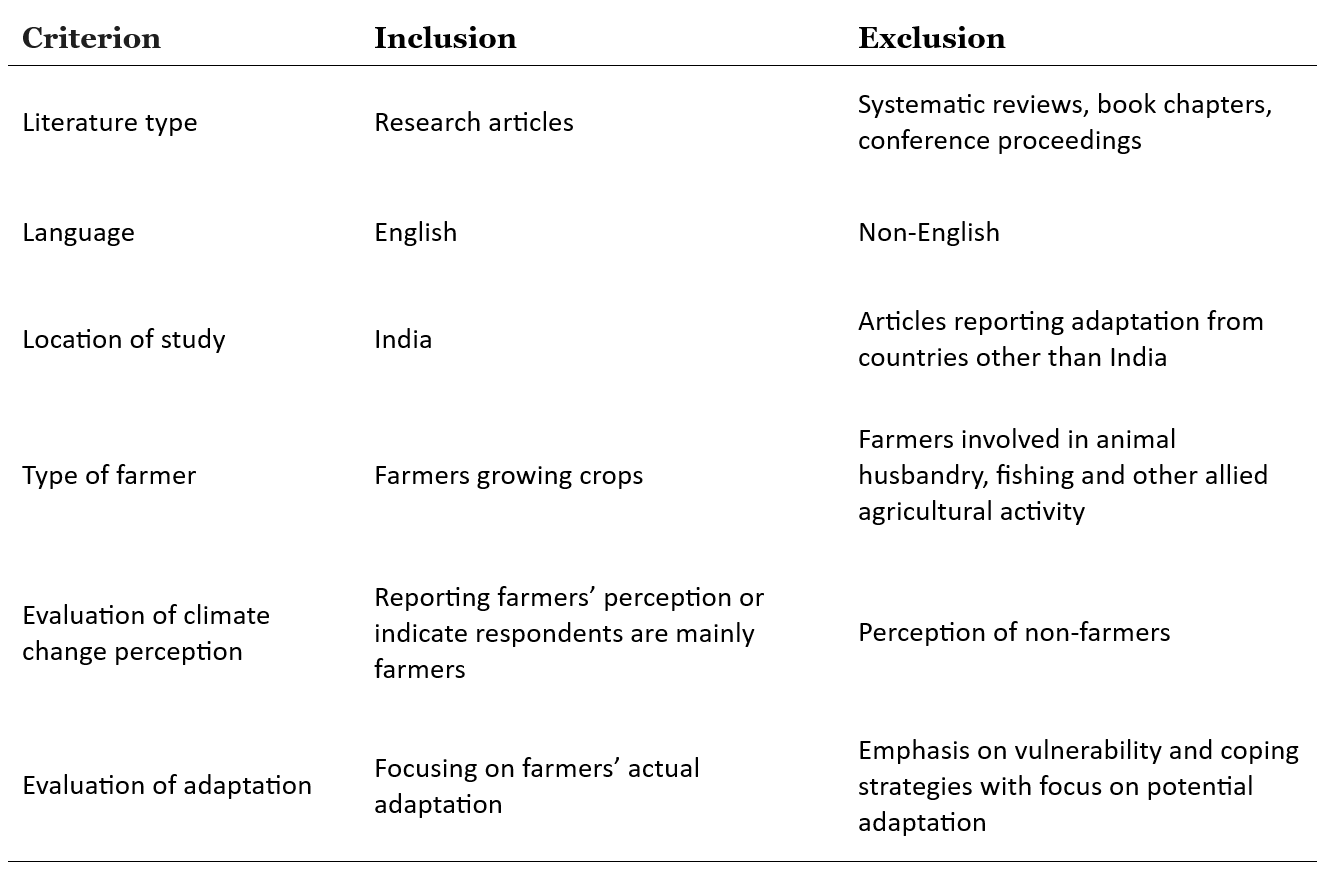 Criterion Inclusion Exclusion
Literature type Research articles Systematic reviews, book chapters,
conference proceedings
Language English Non-English
Location of study India Articles reporting adaptation from
countries other than India
Type of farmer Farmers growing crops Farmers involved in animal
husbandry, fishing and other allied
agricultural activity
Evaluation of climate
change perception
Reporting farmers’ perception or
indicate respondents are mainly
farmers
Perception of non-farmers
Evaluation of adaptation
Focusing on farmers’ actual
adaptation
Emphasis on vulnerability and coping
strategies with focus on potential
adaptation